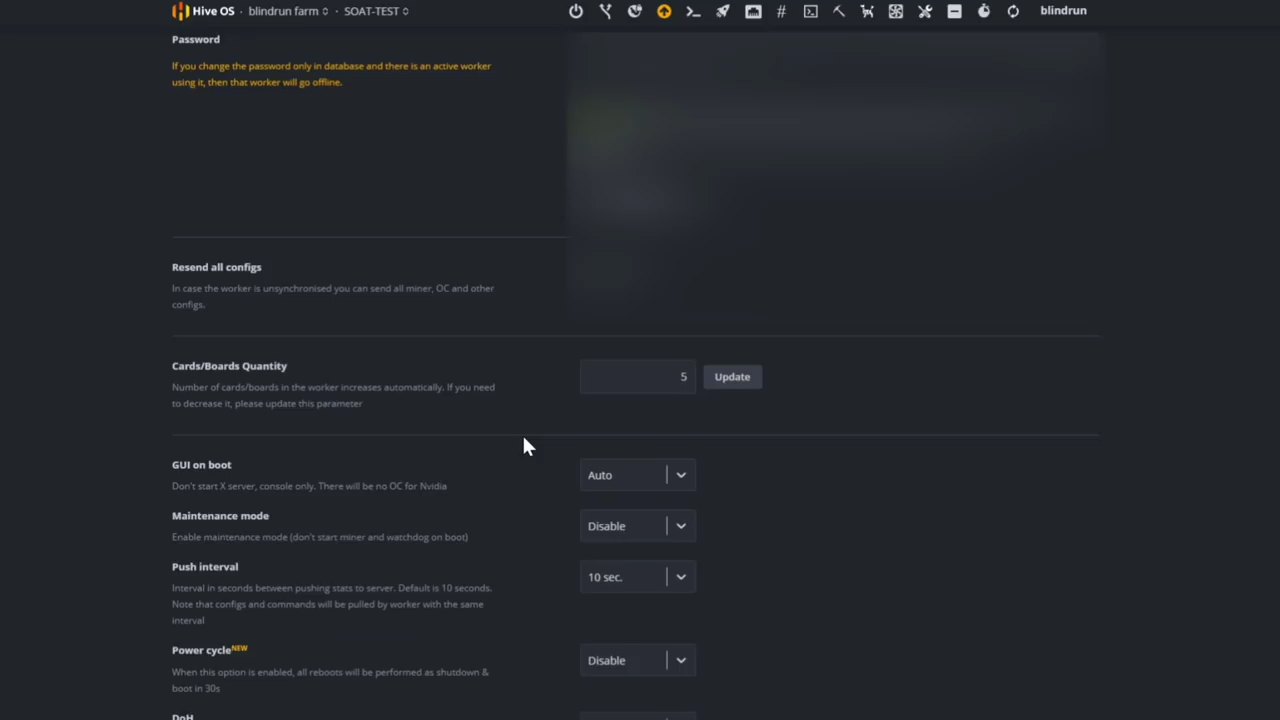 Hive OS · blindrun farm · SOAT-TEST # blindrun
Password
If you change the password only in database and there is an active worker
using it, then that worker will go offline.
Resend all configs
In case the worker is unsynchronised you can send all miner, OC and other
configs.
Cards/Boards Quantity
Number of cards/boards in the worker increases automatically. If you need
to decrease it, please update this parameter
5 Update
GUI on boot
Don't start X server, console only. There will be no OC for Nvidia
Auto
Maintenance mode
Enable maintenance mode (don't start miner and watchdog on boot)
Disable
Push interval
Interval in seconds between pushing stats to server. Default is 10 seconds.
Note that configs and commands will be pulled by worker with the same
interval
10 sec.
Power cycle NEW
When this option is enabled, all reboots will be performed as shutdown &
boot in 30s
Disable
DoH